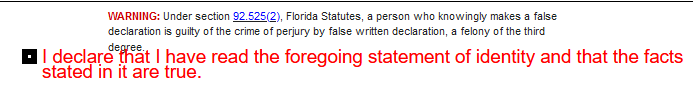 WARNING: Under section 92.525(2), Florida Statutes, a person who knowingly makes a false
declaration is guilty of the crime of perjury by false written declaration, a felony of the third
degree.
I declare that I have read the foregoing statement of identity and that the facts
stated in it are true.